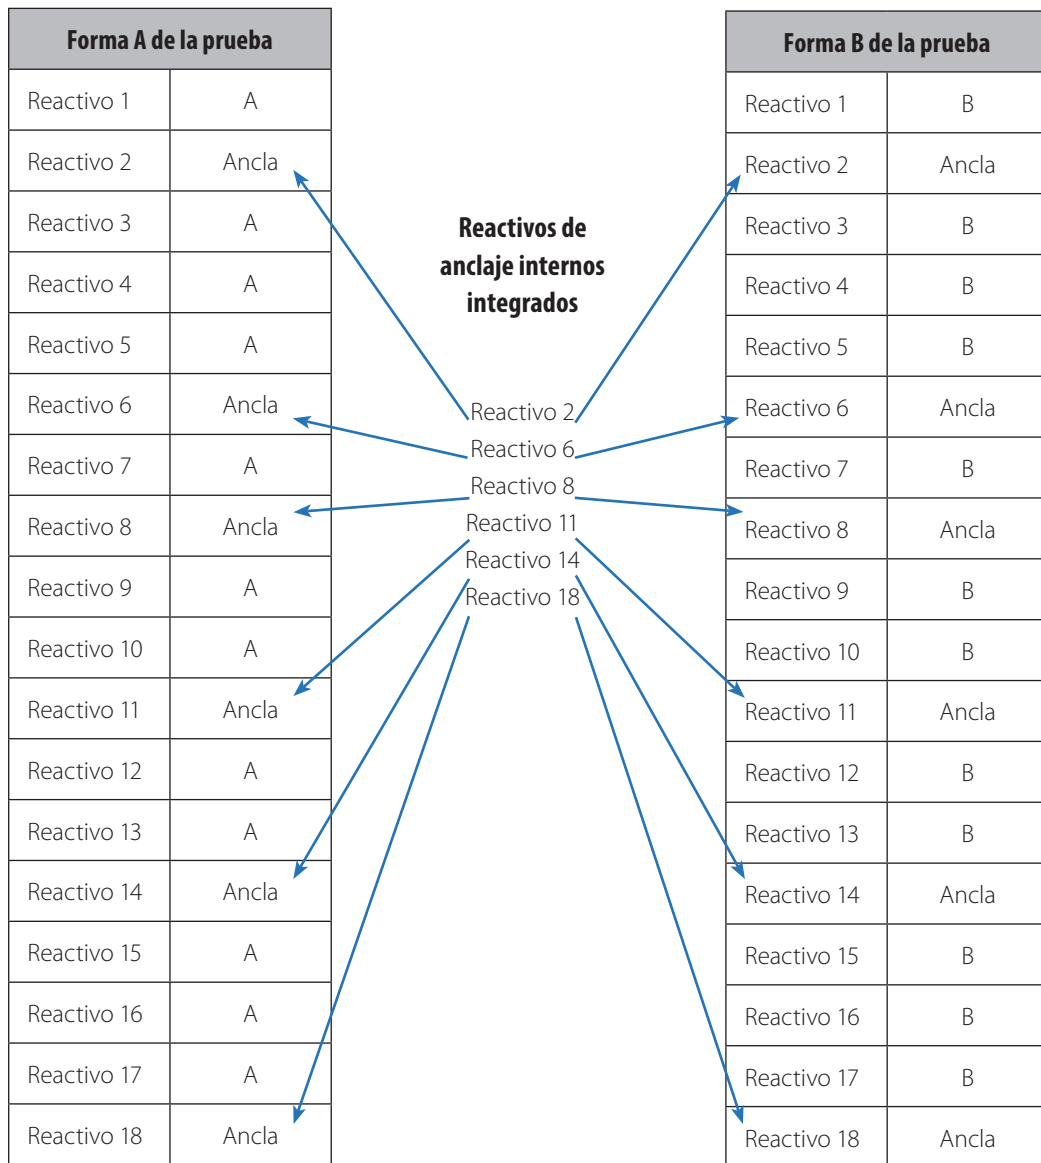 Forma A de la prueba
Reactivo 1 A
Reactivo 2 Ancla
Reactivo 3 A
Reactivo 4 A
Reactivo 5 A
Reactivo 6 Ancla
Reactivo 7 A
Reactivo 8 Ancla
Reactivo 9 A
Reactivo 10 A
Reactivo 11 Ancla
Reactivo 12 A
Reactivo 13 A
Reactivo 14 Ancla
Reactivo 15 A
Reactivo 16 A
Reactivo 17 A
Reactivo 18 Ancla
Reactivos de
anclaje internos
integrados
Reactivo 2
Reactivo 6
Reactivo 8
Reactivo 11
Reactivo 14
Reactivo 18
Forma B de la prueba
Reactivo 1 B
Reactivo 2 Ancla
Reactivo 3 B
Reactivo 4 B
Reactivo 5 B
Reactivo 6 Ancla
Reactivo 7 B
Reactivo 8 Ancla
Reactivo 9 B
Reactivo 10 B
Reactivo 11 Ancla
Reactivo 12 B
Reactivo 13 B
Reactivo 14 Ancla
Reactivo 15 B
Reactivo 16 B
Reactivo 17 B
Reactivo 18 Ancla